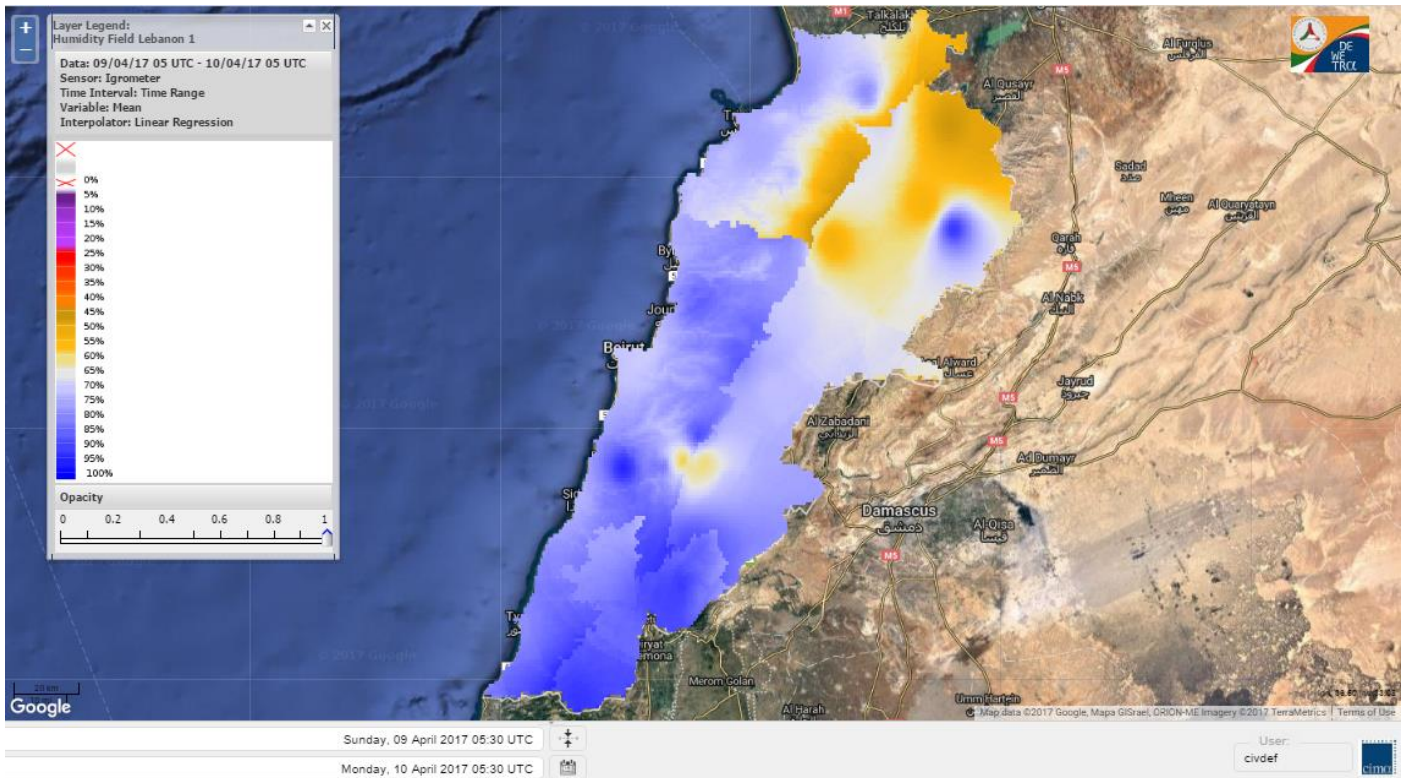 Layer Legend:
Humidity Field Lebanon 1
Data: 09/04/17 05 UTC - 10/04/17 05 UTC
Sensor: Igrometer
Time Interval: Time Range
Variable: Mean
Interpolator: Linear Regression
0%
5%
10%
15%
20%
25%
30%
35%
40%
45%
50%
55%
60%
65%
70%
75%
80%
85%
90%
95%
100%
Opacity
0 0.2 0.4 0.6 0.8 1
M1
Talkalakh
Al Qusayr
القصير
M5
Al Furqlus
الفرقلس
DE
WE
TRα
Sadad
صدد
Mheen
مهين
Al Quaryatayn
القريتين
Qarah
قارة
M5
Al Nabk
النبك
Beirut
Jayrud
جيرود
M5
Al Zabadani
الزبداني
M5
Ad Dumayr
الضمير
Damascus
دمشق
Al-Qisa
قيسا
M5
Merom Golan
Al Harah
Umm Hartein
20 km
Google
Map data ©2017 Google, Mapa GISrael, ORION-ME Imagery ©2017 TerraMetrics
Terms of Use
Sunday, 09 April 2017 05:30 UTC
Monday, 10 April 2017 05:30 UTC
User:
civdef
cima